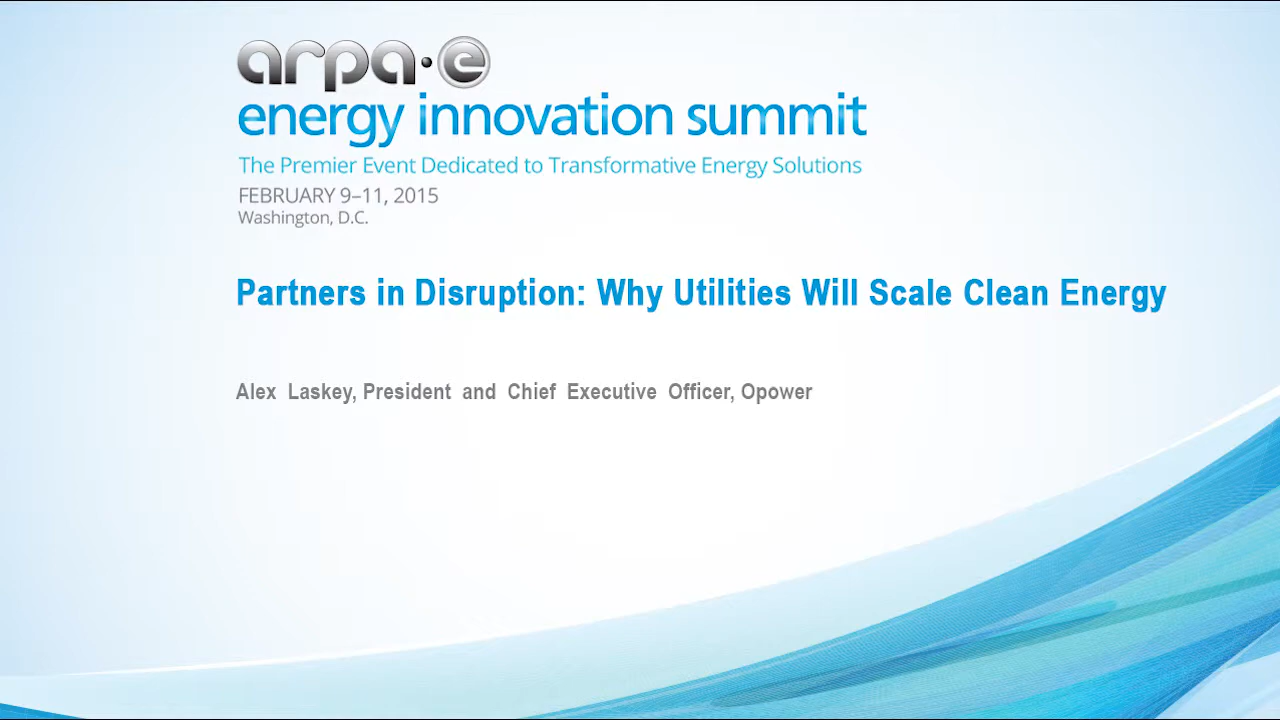 arpa·e
energy innovation summit
The Premier Event Dedicated to Transformative Energy Solutions
FEBRUARY 9–11, 2015
Washington, D.C.
Partners in Disruption: Why Utilities Will Scale Clean Energy
Alex Laskey, President and Chief Executive Officer, Opower